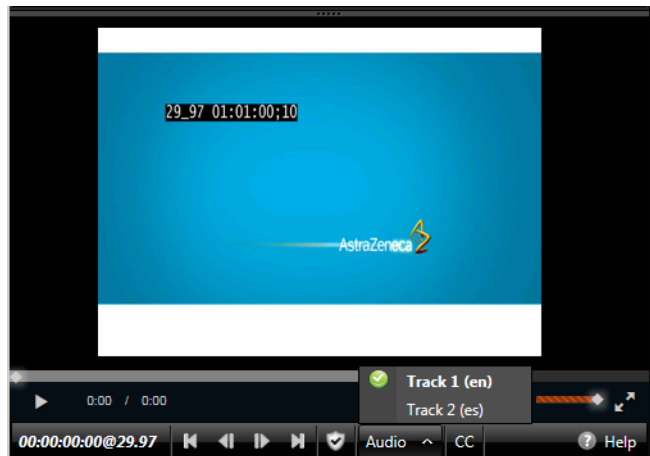 29_97 01:01:00;10
AstraZeneca
Track 1 (en)
Track 2 (es)
0:00 / 0:00
00:00:00:00@29.97 Audio CC ? Help